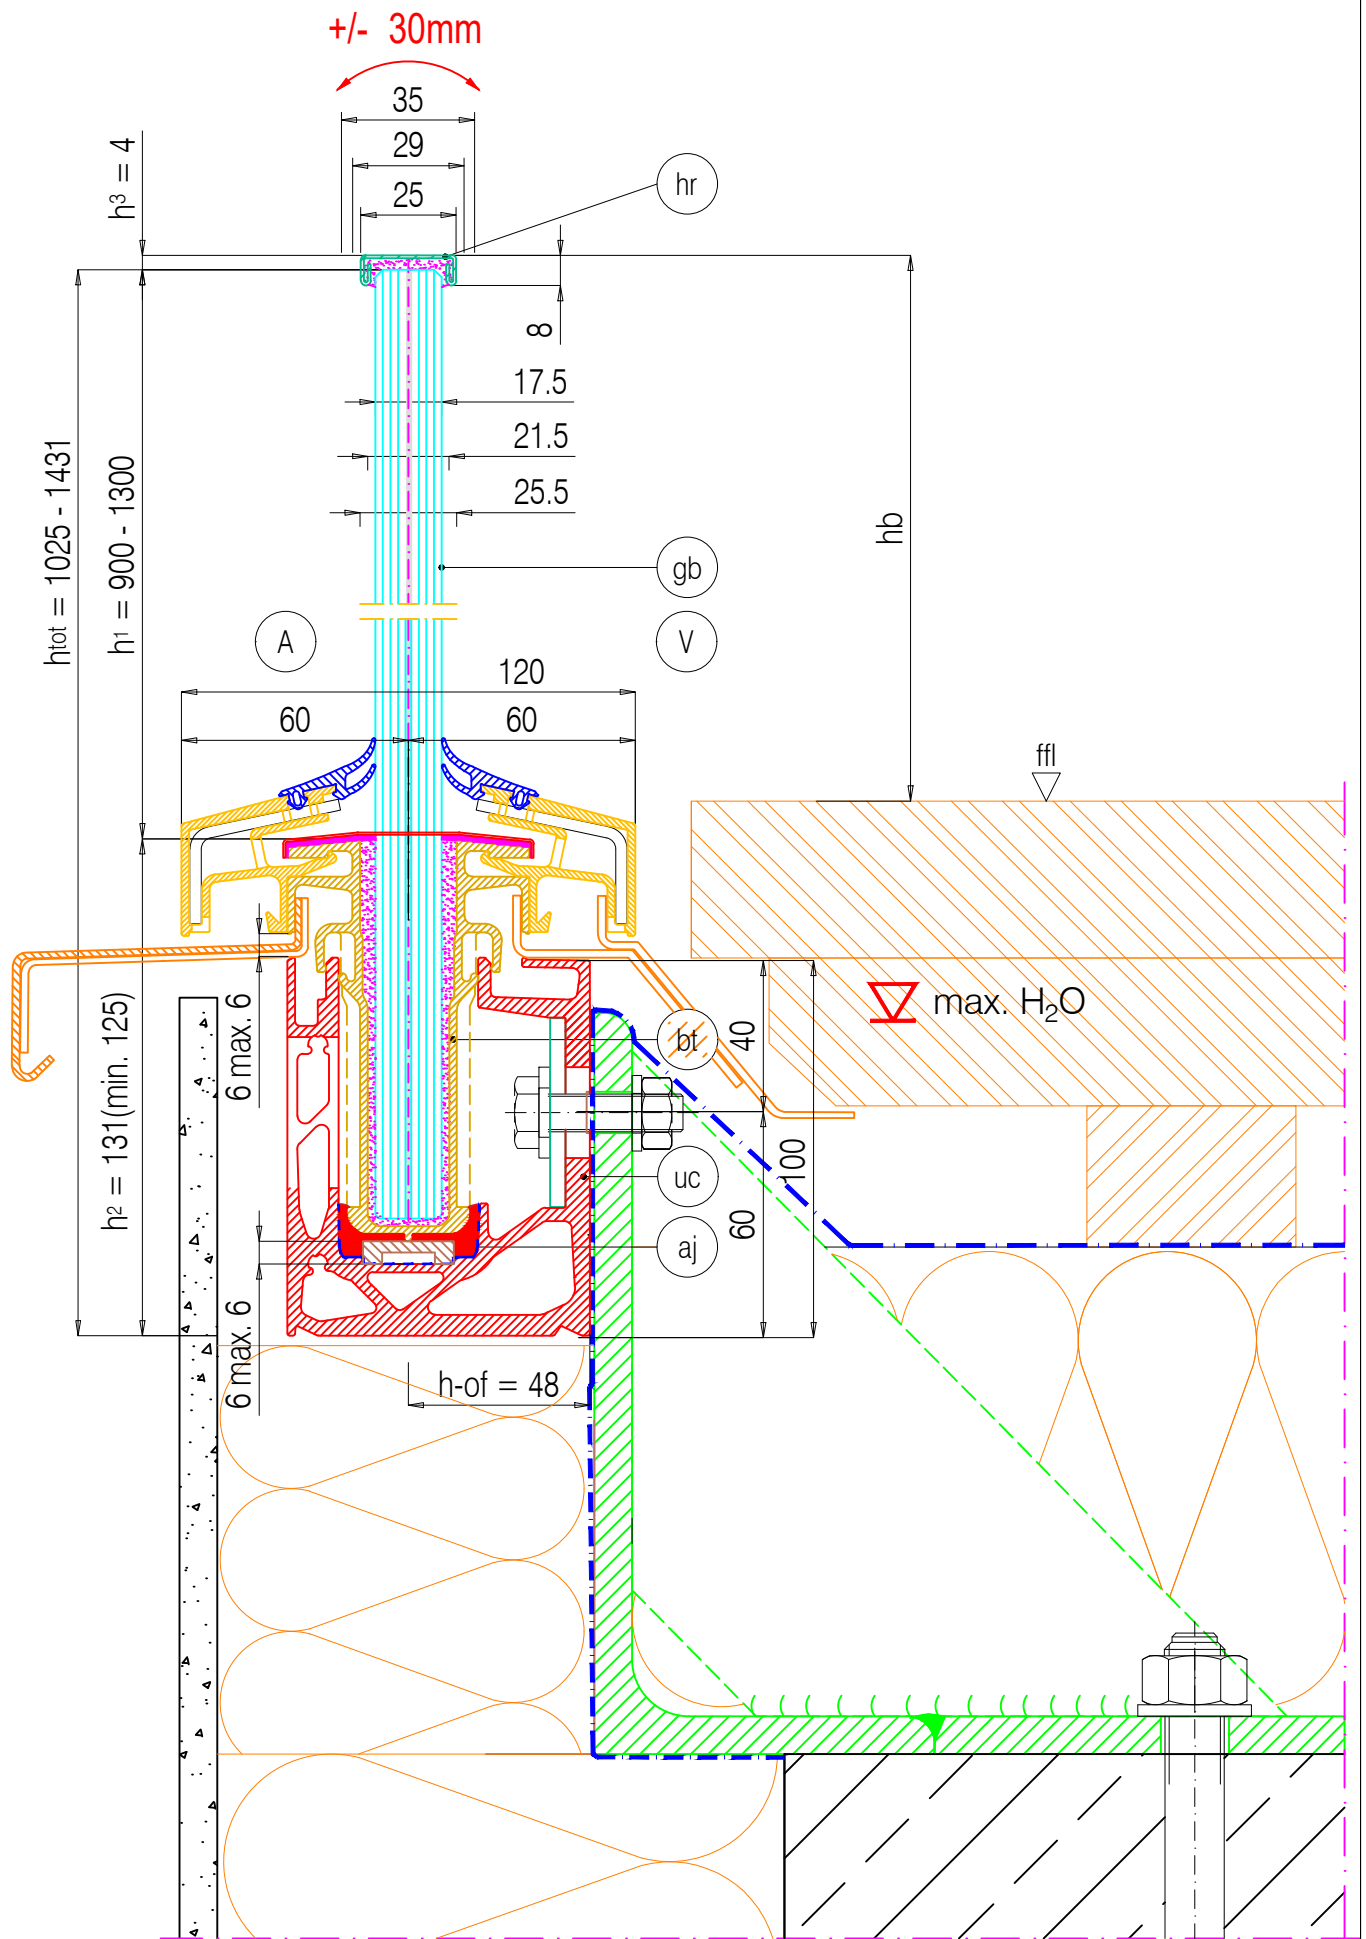 +/- 30mm
35
29
25
hr
h3 = 4
8
17.5
21.5
25.5
htot = 1025 - 1431
h1 = 900 - 1300
hb
gb
A
V
120
60
60
ffl
max. H2O
6 max. 6
bt
40
h2 = 131(min. 125)
uc
100
60
aj
6 max. 6
h-of = 48